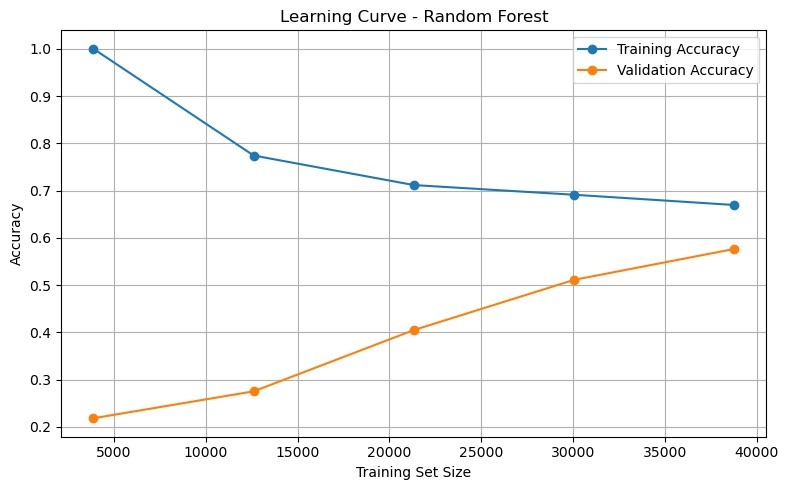 Learning Curve - Random Forest
Training Accuracy
Validation Accuracy
1.0
0.9
0.8
0.7
0.6
0.5
0.4
0.3
0.2
Accuracy
5000 10000 15000 20000 25000 30000 35000 40000
Training Set Size